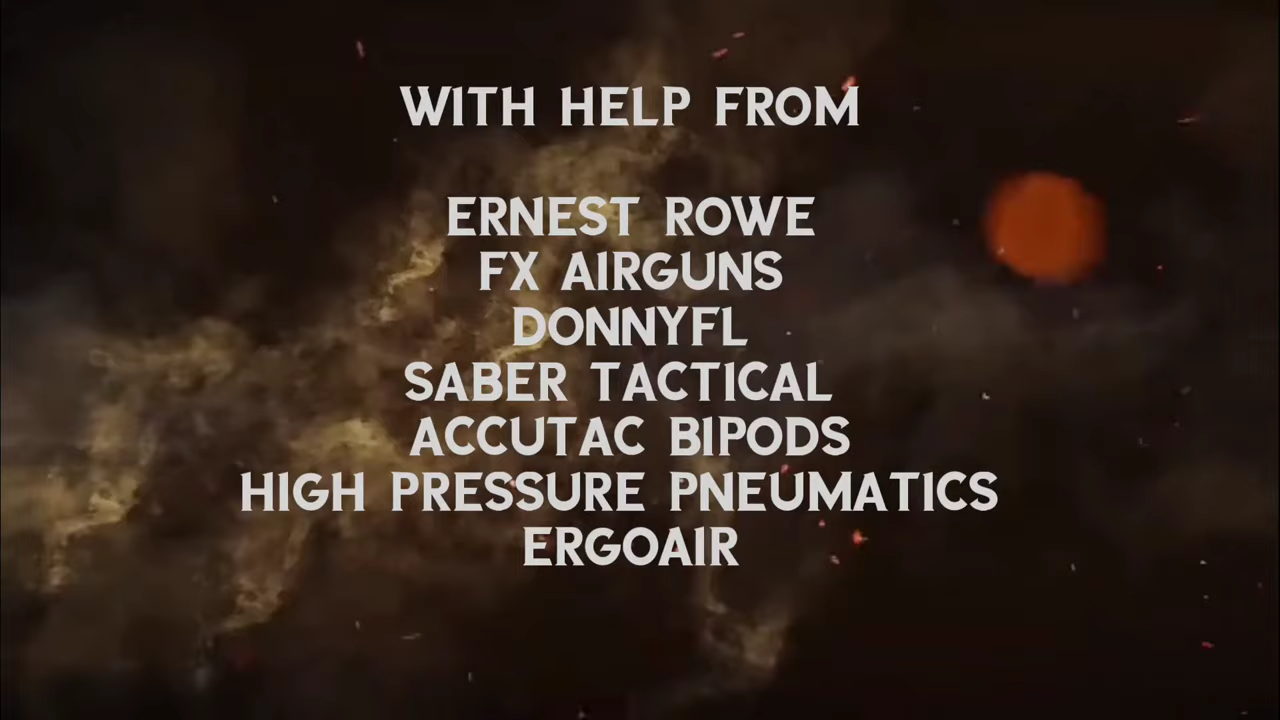 WITH HELP FROM
ERNEST ROWE
FX AIRGUNS
DONNYFL
SABER TACTICAL
ACCUTAC BIPODS
HIGH PRESSURE PNEUMATICS
ERGOAIR